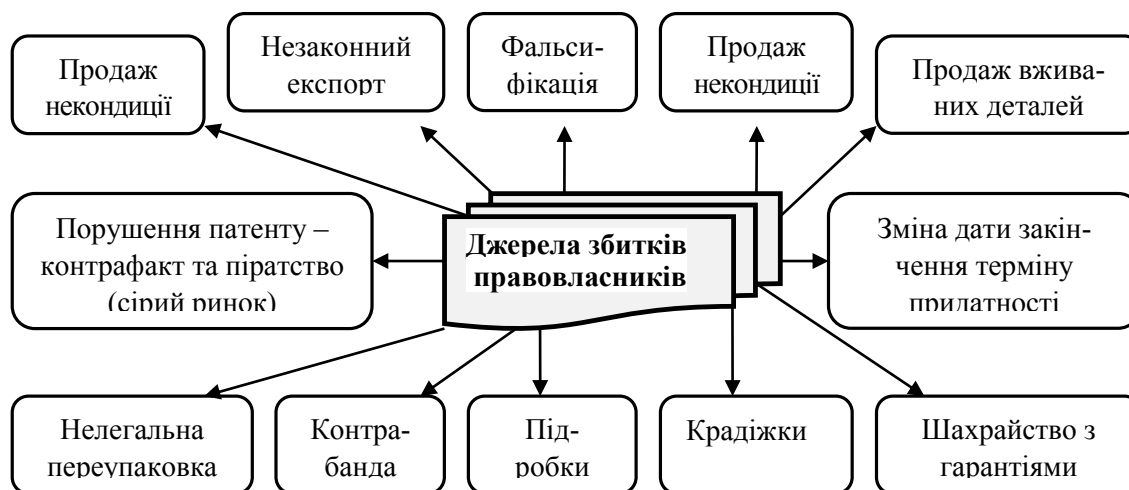 Продаж
некондиції
Незаконний
експорт
Фальси-
фікація
Продаж
некондиції
Продаж вжива-
них деталей
Порушення патенту –
контрафакт та піратство
(сірий ринок)
Джерела збитків
правовласників
Зміна дати закін-
чення терміну
придатності
Нелегальна
переупаковка
Контра-
банда
Під-
робки
Крадіжки
Шахрайство з
гарантіями